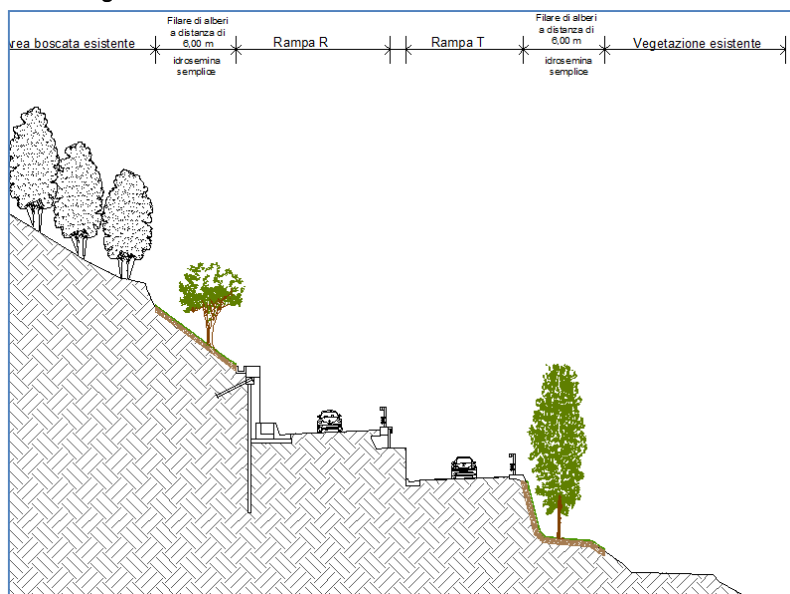 Filare di alberi
a distanza di
6,00 m
idrosemina
semplice
rea boscata esistente
Rampa R
Rampa T
Filare di alberi
a distanza di
6,00 m
idrosemina
semplice
Vegetazione esistente